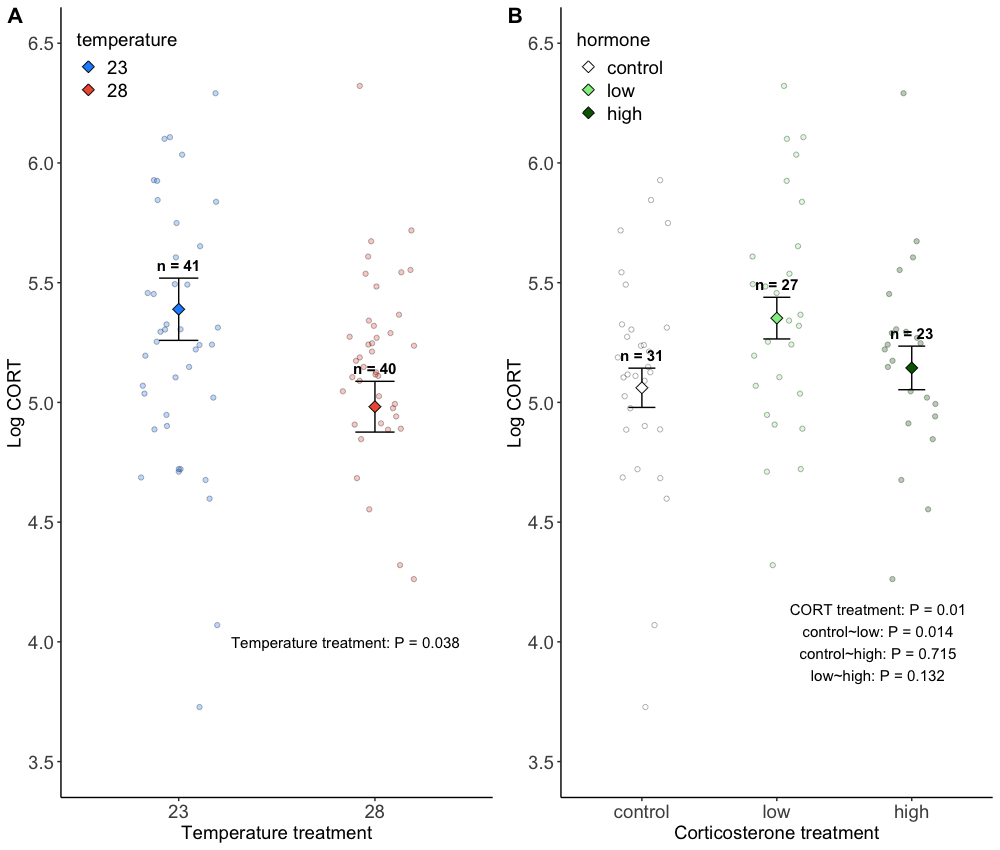 A
temperature
23
28
6.5
6.0
5.5
5.0
4.5
4.0
3.5
Log CORT
n = 41
n = 40
Temperature treatment: P = 0.038
23
28
Temperature treatment
B
hormone
control
low
high
6.5
6.0
5.5
5.0
4.5
4.0
3.5
Log CORT
n = 31
n = 27
n = 23
CORT treatment: P = 0.01
control~low: P = 0.014
control~high: P = 0.715
low~high: P = 0.132
control
low
high
Corticosterone treatment